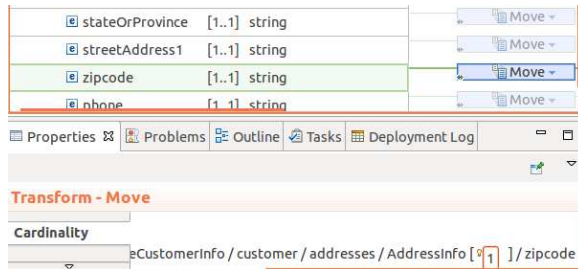 stateOrProvince [1..1] string Move
streetAddress1 [1..1] string Move
zipcode [1..1] string Move
phone [1..1] string Move
Properties Problems Outline Tasks Deployment Log
Transform - Move
Cardinality
eCustomerInfo / customer / addresses / AddressInfo [ 1 ] / zipcode